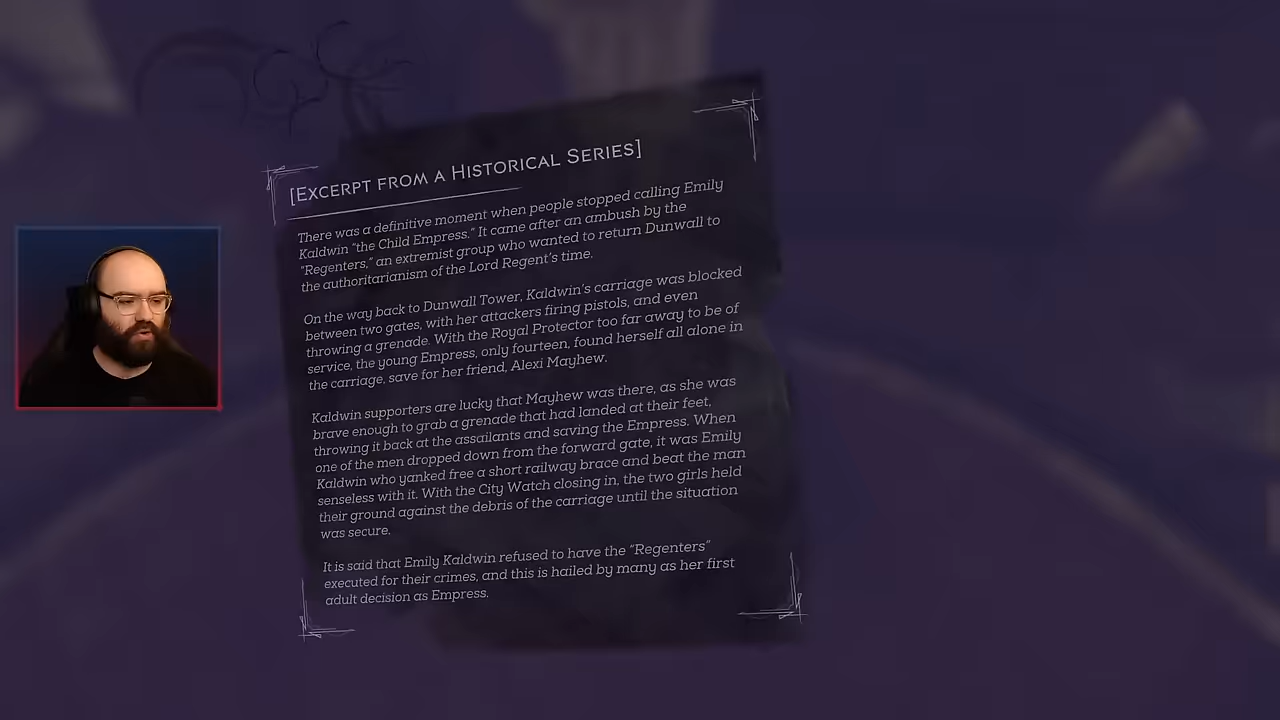 [Excerpt from a Historical Series]
There was a definitive moment when people stopped calling Emily
Kaldwin "the Child Empress." It came after an ambush by the
"Regenters," an extremist group who wanted to return Dunwall to
the authoritarianism of the Lord Regent's time.
On the way back to Dunwall Tower, Kaldwin's carriage was blocked
between two gates, with her attackers firing pistols, and even
throwing a grenade. With the Royal Protector too far away to be of
service, the young Empress, only fourteen, found herself all alone in
the carriage, save for her friend, Alexi Mayhew.
Kaldwin supporters are lucky that Mayhew was there, as she was
brave enough to grab a grenade that had landed at their feet,
throwing it back at the assailants and saving the Empress. When
one of the men dropped down from the forward gate, it was Emily
Kaldwin who yanked free a short railway brace and beat the man
senseless with it. With the City Watch closing in, the two girls held
their ground against the debris of the carriage until the situation
was secure.
It is said that Emily Kaldwin refused to have the "Regenters"
executed for their crimes, and this is hailed by many as her first
adult decision as Empress.